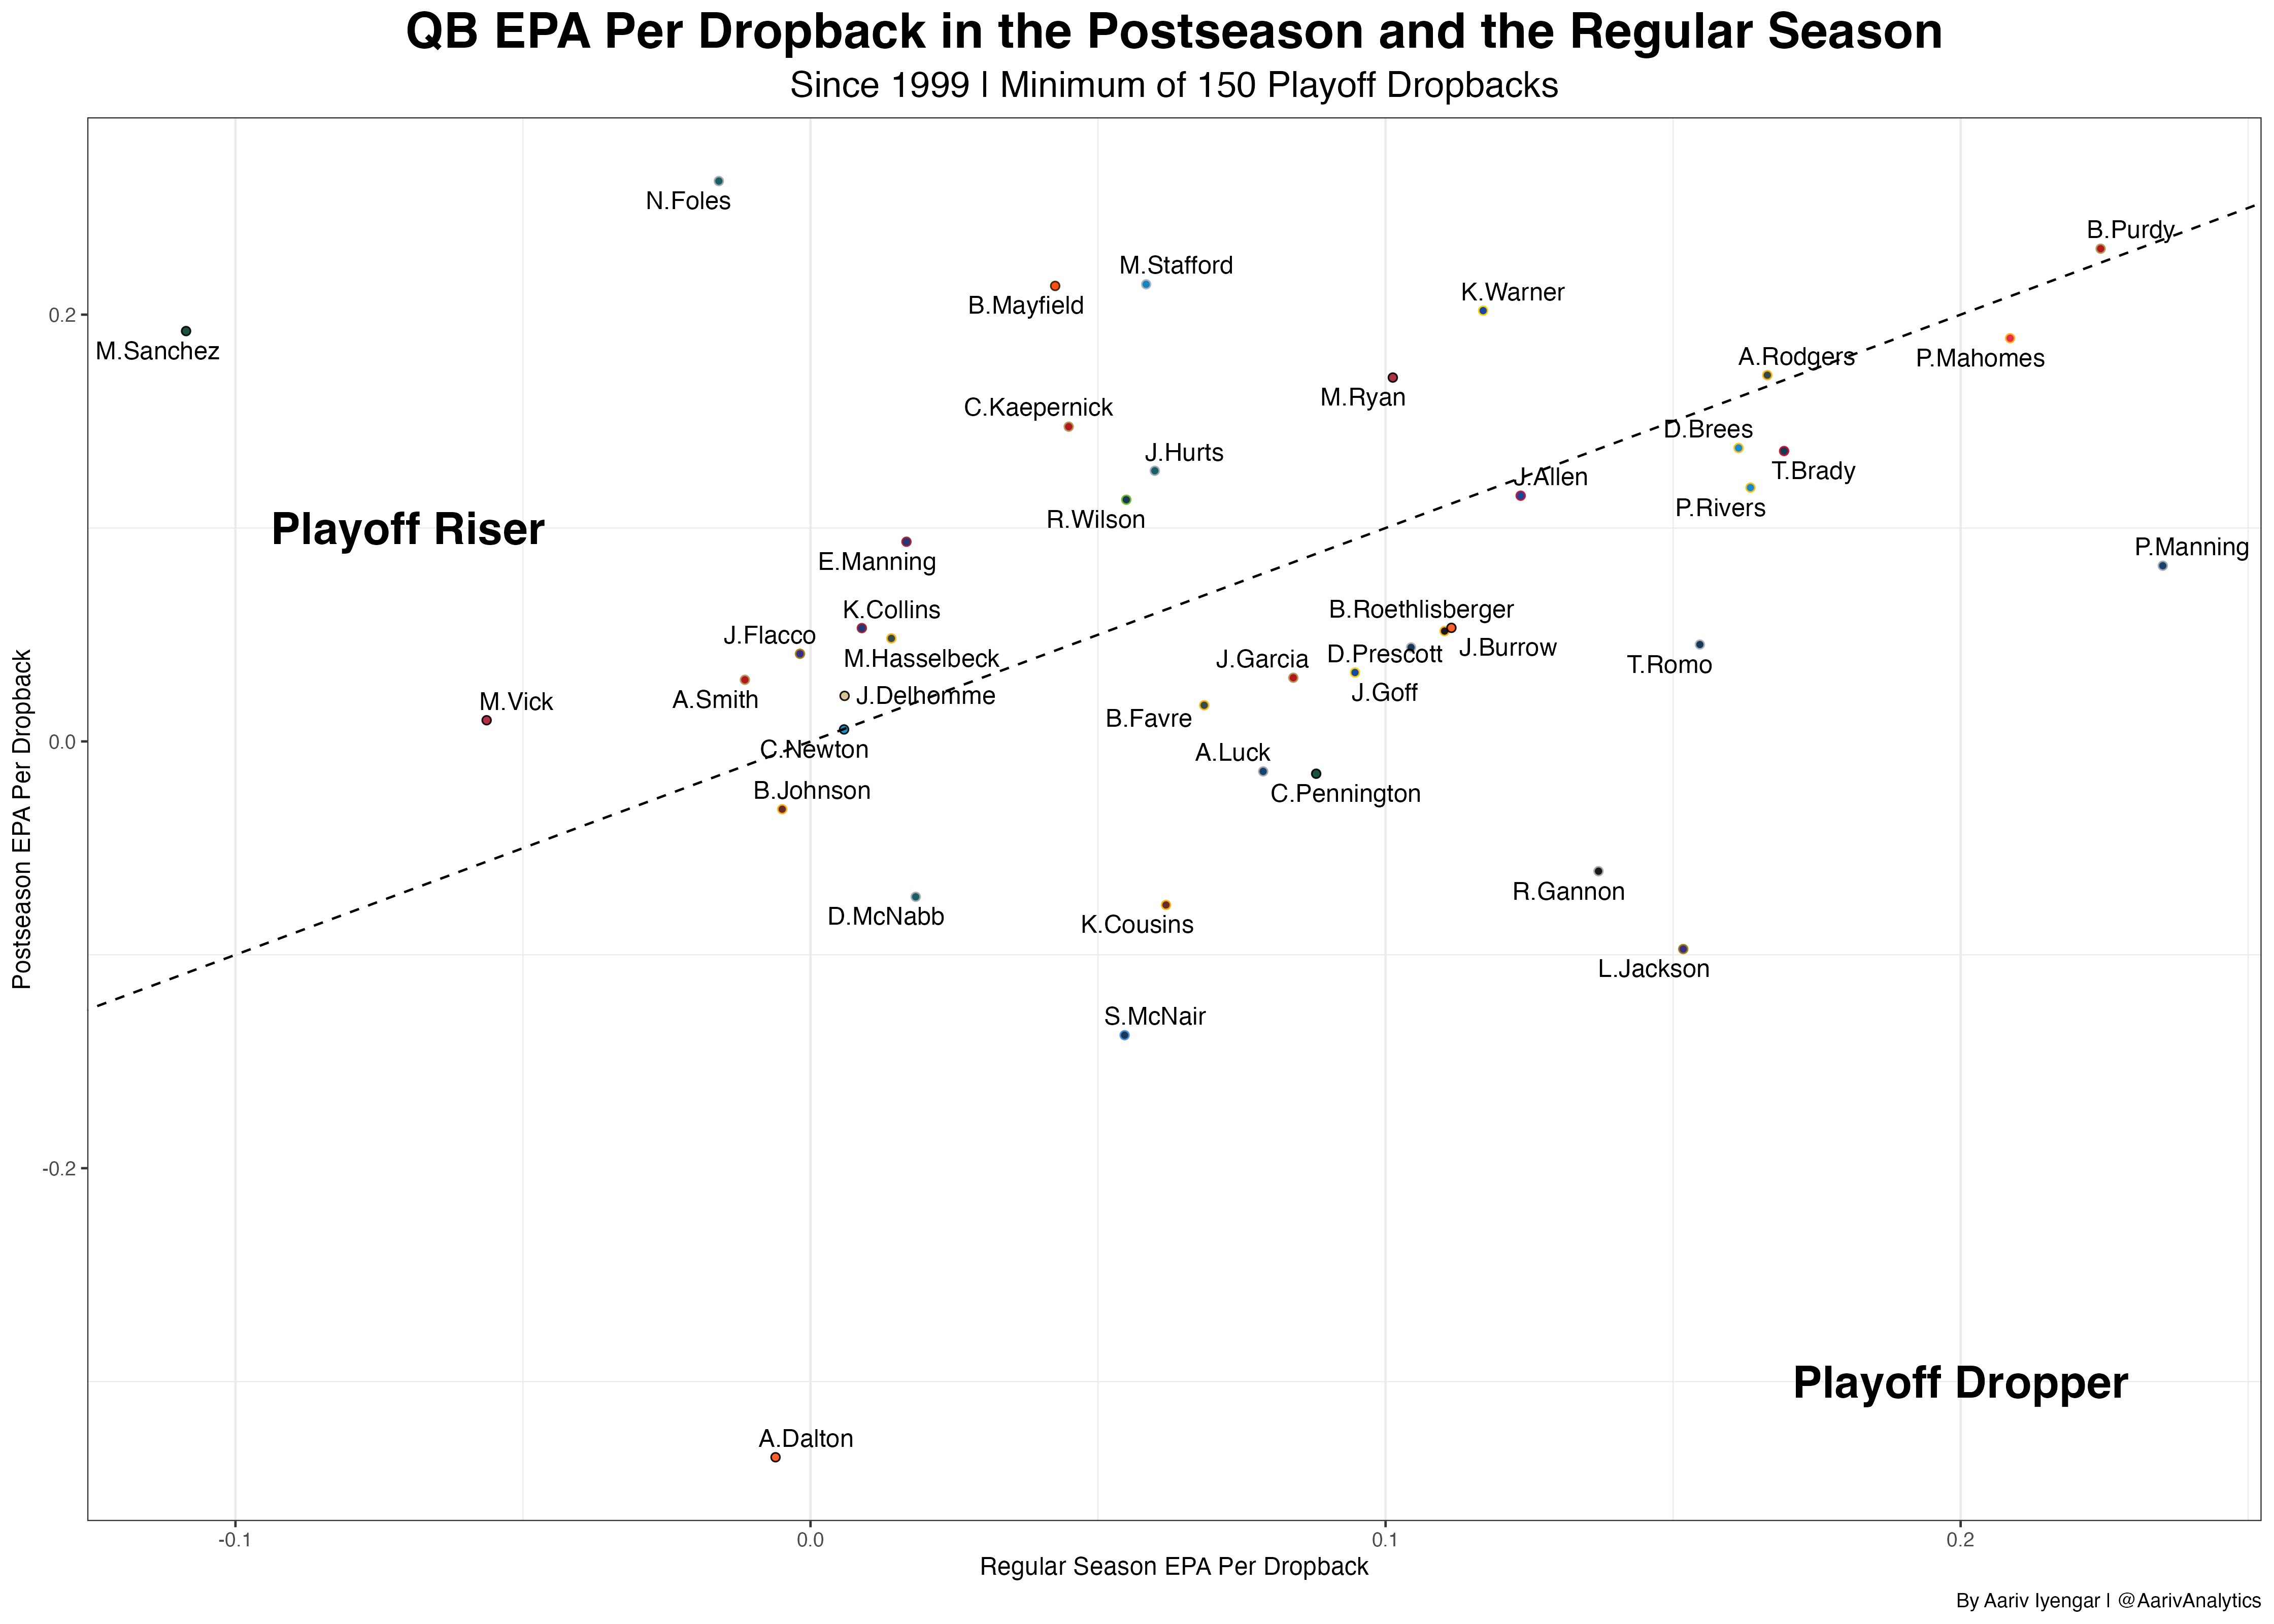 QB EPA Per Dropback in the Postseason and the Regular Season
Since 1999 | Minimum of 150 Playoff Dropbacks
N.Foles
B.Purdy
M.Stafford
B.Mayfield
K.Warner
M.Sanchez
A.Rodgers
P.Mahomes
M.Ryan
C.Kaepernick
D.Brees
J.Hurts
T.Brady
J.Allen
P.Rivers
R.Wilson
Playoff Riser
P.Manning
E.Manning
K.Collins
B.Roethlisberger
J.Flacco
M.Hasselbeck
J.Garcia
D.Prescott
J.Burrow
T.Romo
A.Smith
M.Vick
J.Delhomme
J.Goff
B.Favre
C.Newton
A.Luck
B.Johnson
C.Pennington
R.Gannon
D.McNabb
K.Cousins
L.Jackson
S.McNair
Playoff Dropper
A.Dalton
0.2
0.0
-0.2
Postseason EPA Per Dropback
-0.1
0.0
0.1
0.2
Regular Season EPA Per Dropback
By Aariv Iyengar | @AarivAnalytics